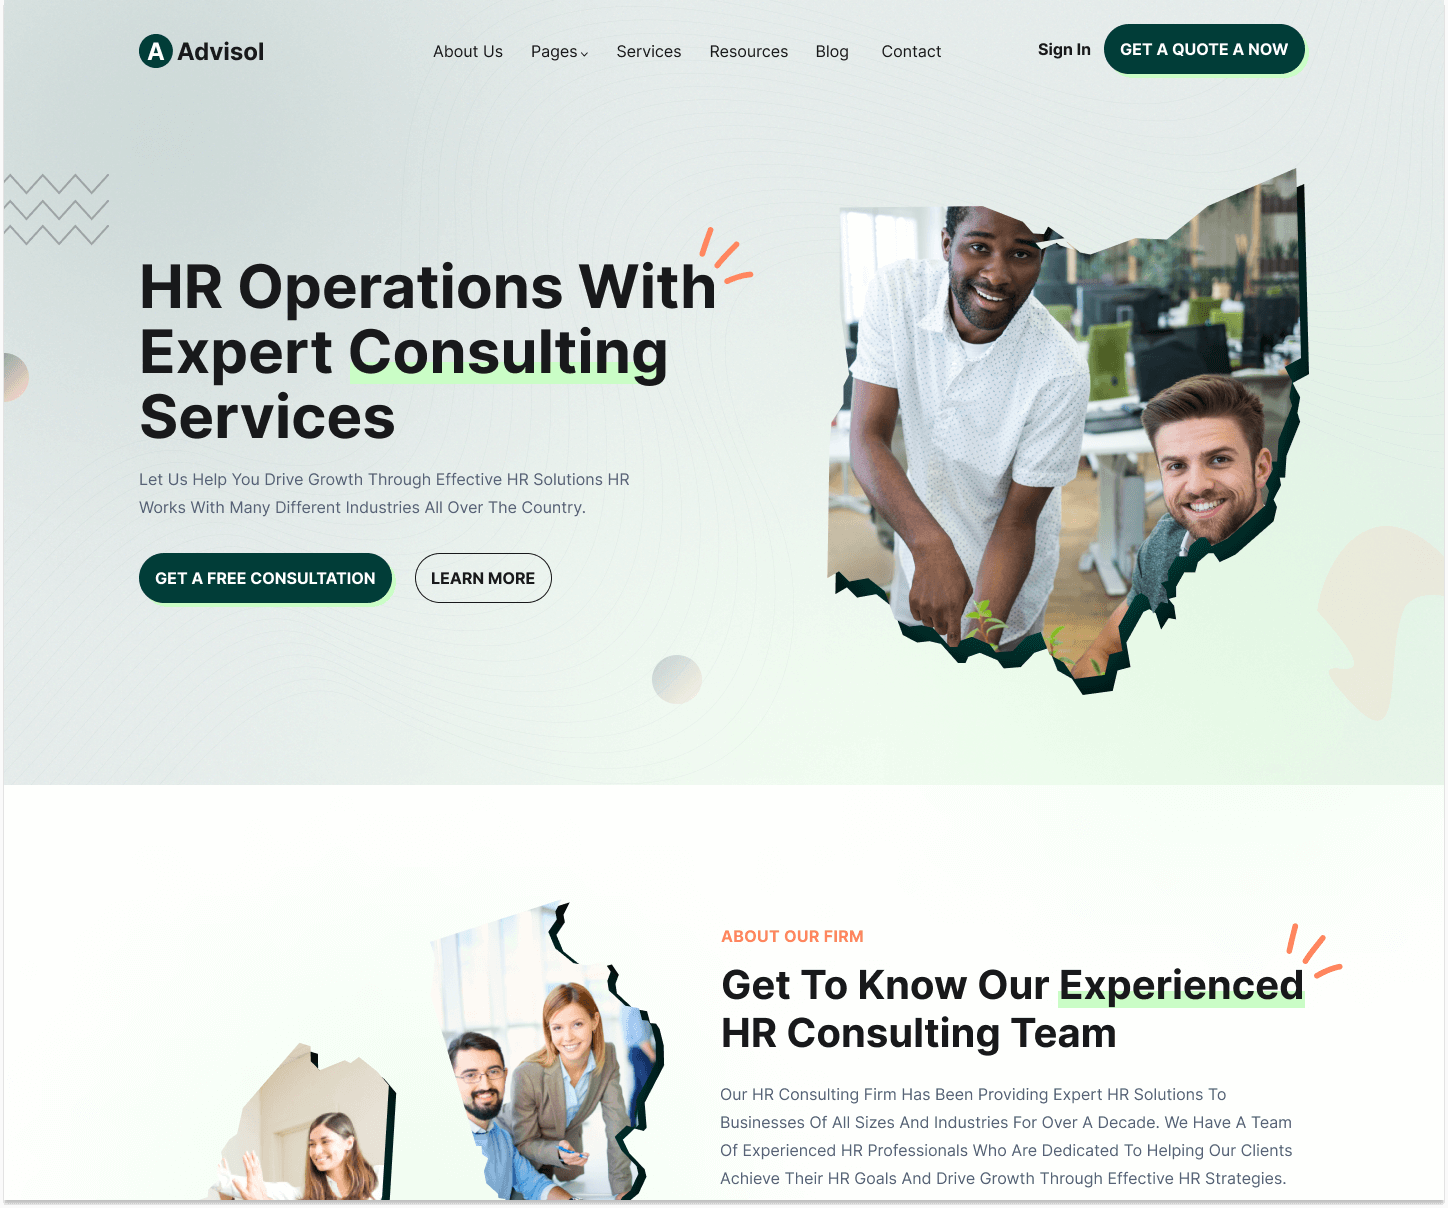 A Advisol
About Us Pages Services Resources Blog Contact
Sign In
GET A QUOTE A NOW
HR Operations With
Expert Consulting
Services
Let Us Help You Drive Growth Through Effective HR Solutions HR
Works With Many Different Industries All Over The Country.
GET A FREE CONSULTATION
LEARN MORE
ABOUT OUR FIRM
Get To Know Our Experienced
HR Consulting Team
Our HR Consulting Firm Has Been Providing Expert HR Solutions To
Businesses Of All Sizes And Industries For Over A Decade. We Have A Team
Of Experienced HR Professionals Who Are Dedicated To Helping Our Clients
Achieve Their HR Goals And Drive Growth Through Effective HR Strategies.